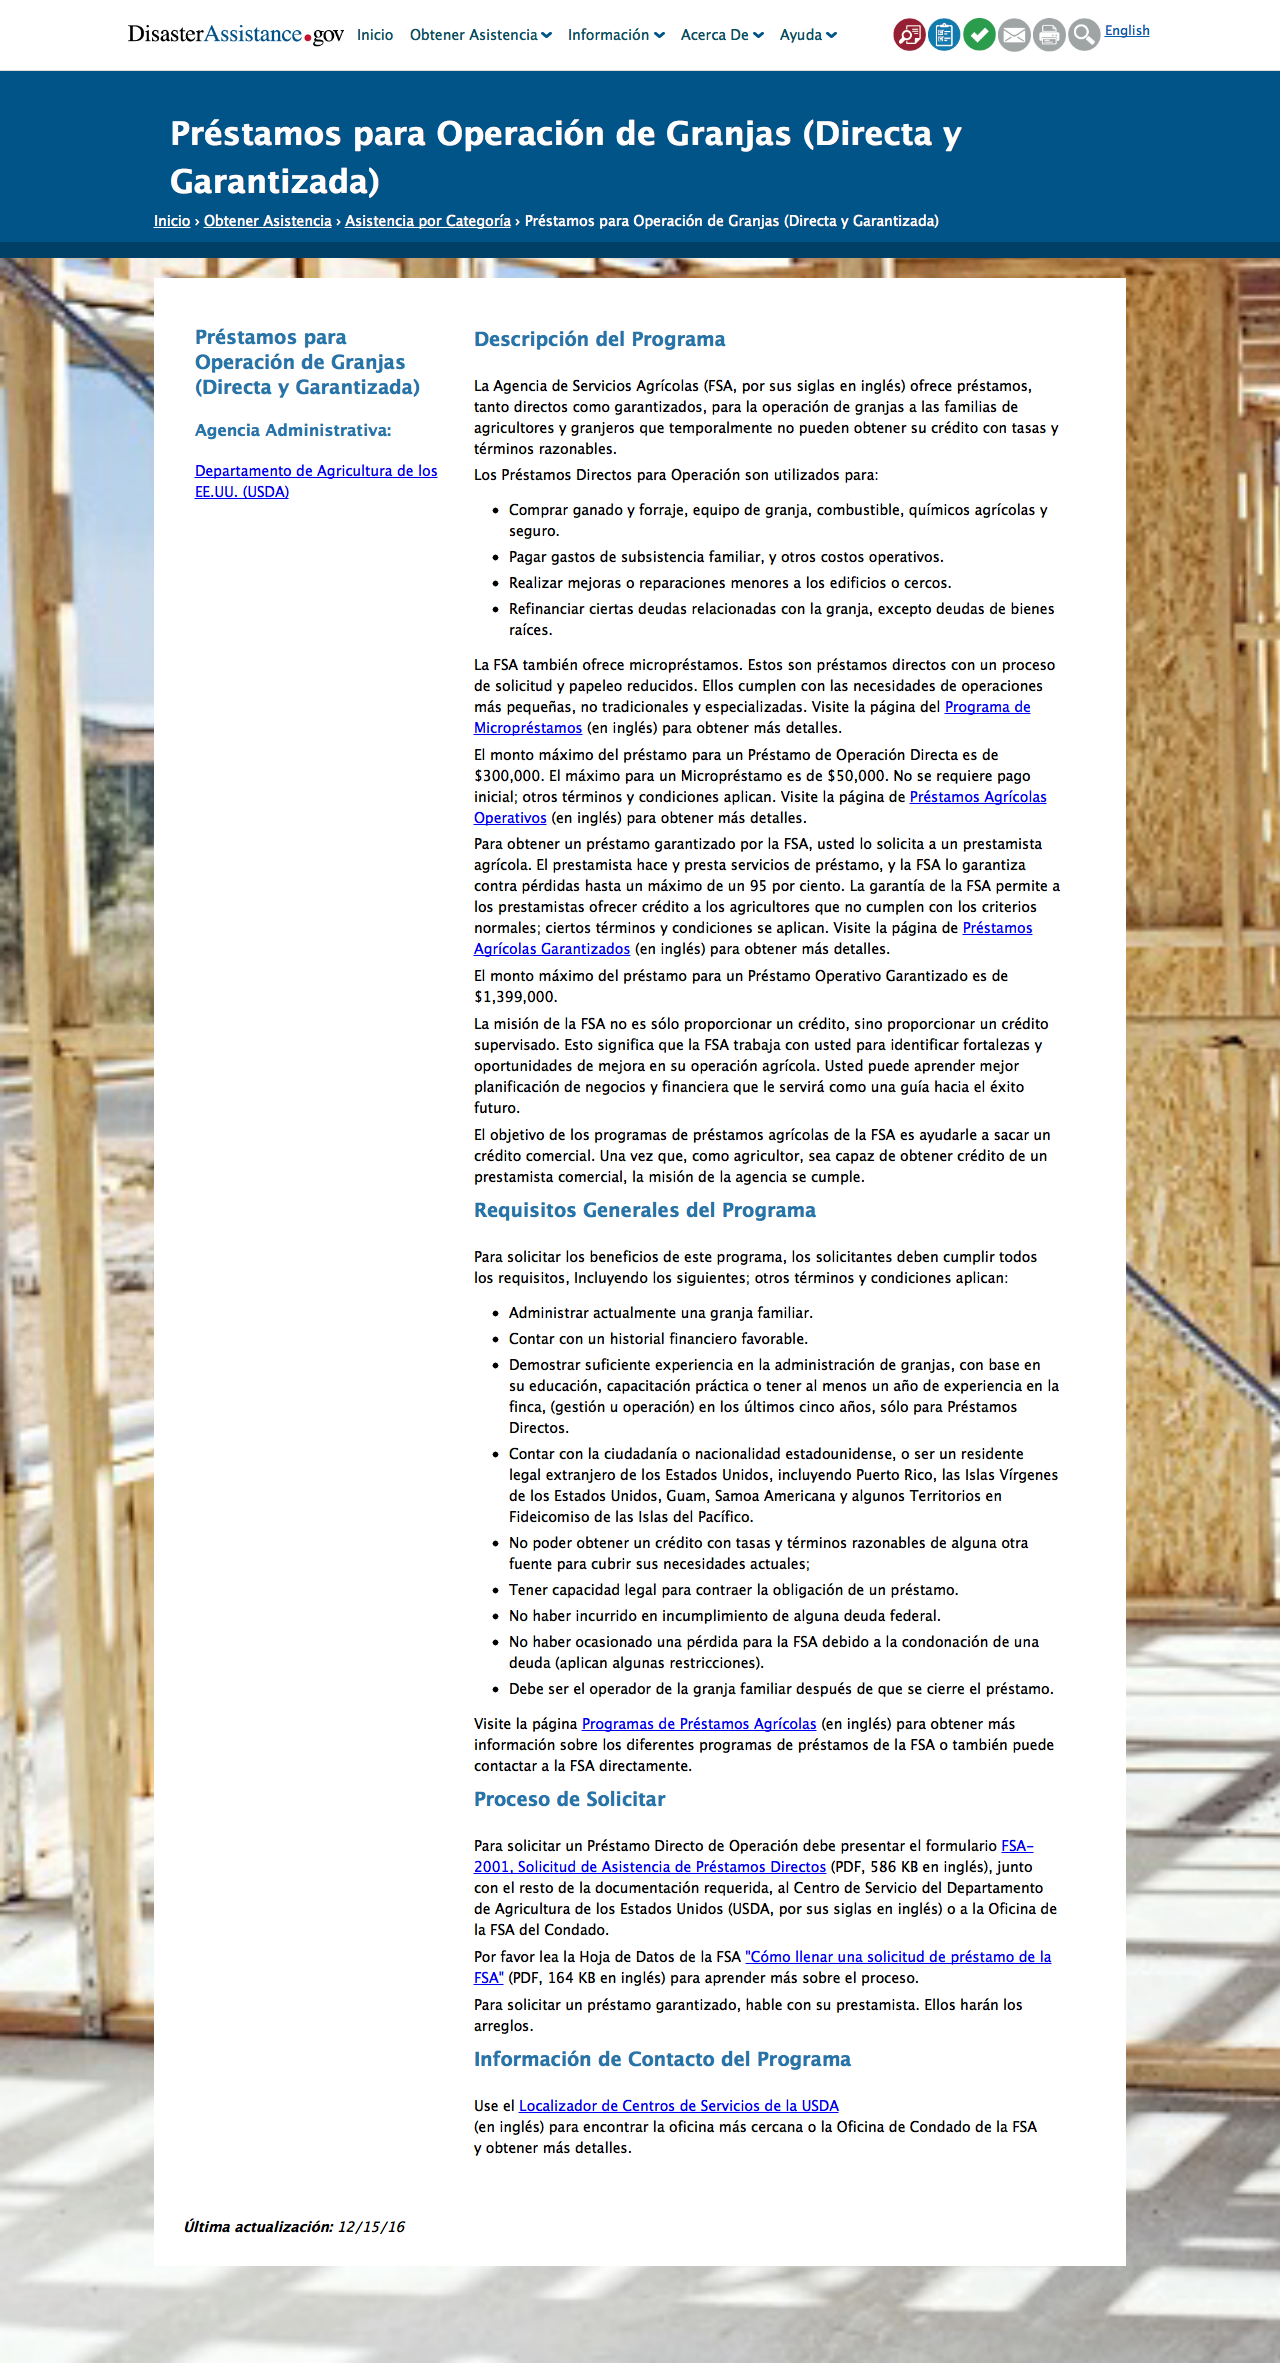 DisasterAssistance.gov Inicio Obtener Asistencia Información Acerca De Ayuda English
Préstamos para Operación de Granjas (Directa y
Garantizada)
Inicio › Obtener Asistencia › Asistencia por Categoría › Préstamos para Operación de Granjas (Directa y Garantizada)
Préstamos para
Operación de Granjas
(Directa y Garantizada)
Agencia Administrativa:
Departamento de Agricultura de los
EE.UU. (USDA)
Descripción del Programa
La Agencia de Servicios Agrícolas (FSA, por sus siglas en inglés) ofrece préstamos,
tanto directos como garantizados, para la operación de granjas a las familias de
agricultores y granjeros que temporalmente no pueden obtener su crédito con tasas y
términos razonables.
Los Préstamos Directos para Operación son utilizados para:
• Comprar ganado y forraje, equipo de granja, combustible, químicos agrícolas y
seguro.
• Pagar gastos de subsistencia familiar, y otros costos operativos.
• Realizar mejoras o reparaciones menores a los edificios o cercos.
• Refinanciar ciertas deudas relacionadas con la granja, excepto deudas de bienes
raíces.
La FSA también ofrece micropréstamos. Estos son préstamos directos con un proceso
de solicitud y papeleo reducidos. Ellos cumplen con las necesidades de operaciones
más pequeñas, no tradicionales y especializadas. Visite la página del Programa de
Micropréstamos (en inglés) para obtener más detalles.
El monto máximo del préstamo para un Préstamo de Operación Directa es de
$300,000. El máximo para un Micropréstamo es de $50,000. No se requiere pago
inicial; otros términos y condiciones aplican. Visite la página de Préstamos Agrícolas
Operativos (en inglés) para obtener más detalles.
Para obtener un préstamo garantizado por la FSA, usted lo solicita a un prestamista
agrícola. El prestamista hace y presta servicios de préstamo, y la FSA lo garantiza
contra pérdidas hasta un máximo de un 95 por ciento. La garantía de la FSA permite a
los prestamistas ofrecer crédito a los agricultores que no cumplen con los criterios
normales; ciertos términos y condiciones se aplican. Visite la página de Préstamos
Agrícolas Garantizados (en inglés) para obtener más detalles.
El monto máximo del préstamo para un Préstamo Operativo Garantizado es de
$1,399,000.
La misión de la FSA no es sólo proporcionar un crédito, sino proporcionar un crédito
supervisado. Esto significa que la FSA trabaja con usted para identificar fortalezas y
oportunidades de mejora en su operación agrícola. Usted puede aprender mejor
planificación de negocios y financiera que le servirá como una guía hacia el éxito
futuro.
El objetivo de los programas de préstamos agrícolas de la FSA es ayudarle a sacar un
crédito comercial. Una vez que, como agricultor, sea capaz de obtener crédito de un
prestamista comercial, la misión de la agencia se cumple.
Requisitos Generales del Programa
Para solicitar los beneficios de este programa, los solicitantes deben cumplir todos
los requisitos, Incluyendo los siguientes; otros términos y condiciones aplican:
• Administrar actualmente una granja familiar.
• Contar con un historial financiero favorable.
• Demostrar suficiente experiencia en la administración de granjas, con base en
su educación, capacitación práctica o tener al menos un año de experiencia en la
finca, (gestión u operación) en los últimos cinco años, sólo para Préstamos
Directos.
• Contar con la ciudadanía o nacionalidad estadounidense, o ser un residente
legal extranjero de los Estados Unidos, incluyendo Puerto Rico, las Islas Vírgenes
de los Estados Unidos, Guam, Samoa Americana y algunos Territorios en
Fideicomiso de las Islas del Pacífico.
• No poder obtener un crédito con tasas y términos razonables de alguna otra
fuente para cubrir sus necesidades actuales;
• Tener capacidad legal para contraer la obligación de un préstamo.
• No haber incurrido en incumplimiento de alguna deuda federal.
• No haber ocasionado una pérdida para la FSA debido a la condonación de una
deuda (aplican algunas restricciones).
• Debe ser el operador de la granja familiar después de que se cierre el préstamo.
Visite la página Programas de Préstamos Agrícolas (en inglés) para obtener más
información sobre los diferentes programas de préstamos de la FSA o también puede
contactar a la FSA directamente.
Proceso de Solicitar
Para solicitar un Préstamo Directo de Operación debe presentar el formulario FSA-
2001, Solicitud de Asistencia de Préstamos Directos (PDF, 586 KB en inglés), junto
con el resto de la documentación requerida, al Centro de Servicio del Departamento
de Agricultura de los Estados Unidos (USDA, por sus siglas en inglés) o a la Oficina de
la FSA del Condado.
Por favor lea la Hoja de Datos de la FSA "Cómo llenar una solicitud de préstamo de la
FSA" (PDF, 164 KB en inglés) para aprender más sobre el proceso.
Para solicitar un préstamo garantizado, hable con su prestamista. Ellos harán los
arreglos.
Información de Contacto del Programa
Use el Localizador de Centros de Servicios de la USDA
(en inglés) para encontrar la oficina más cercana o la Oficina de Condado de la FSA
y obtener más detalles.
Última actualización: 12/15/16